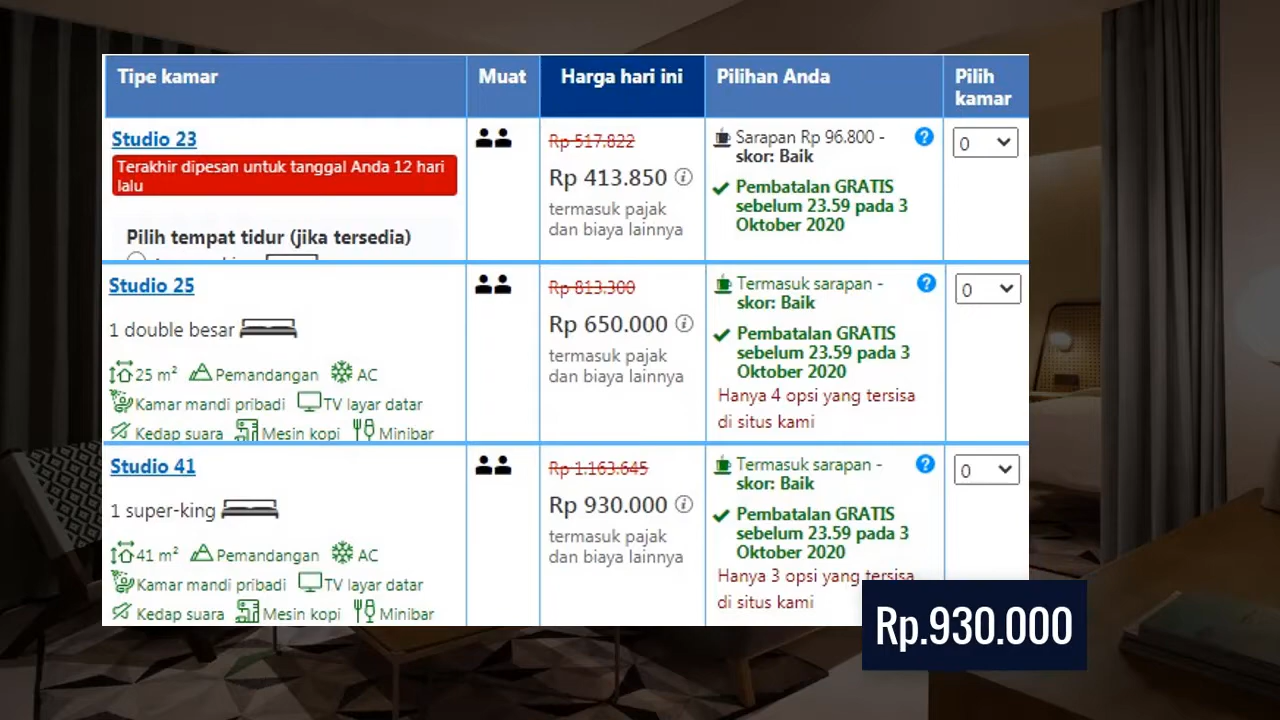 Tipe kamar
Muat
Harga hari ini
Pilihan Anda
Pilih
kamar
Studio 23
Terakhir dipesan untuk tanggal Anda 12 hari
lalu
Pilih tempat tidur (jika tersedia)
Rp 517.822
Rp 413.850
termasuk pajak
dan biaya lainnya
Sarapan Rp 96.800 -
skor: Baik
Pembatalan GRATIS
sebelum 23.59 pada 3
Oktober 2020
0
Studio 25
1 double besar
25 m² Pemandangan AC
Kamar mandi pribadi TV layar datar
Kedap suara Mesin kopi Minibar
Rp 813.300
Rp 650.000
termasuk pajak
dan biaya lainnya
Termasuk sarapan -
skor: Baik
Pembatalan GRATIS
sebelum 23.59 pada 3
Oktober 2020
Hanya 4 opsi yang tersisa
di situs kami
0
Studio 41
1 super-king
41 m² Pemandangan AC
Kamar mandi pribadi TV layar datar
Kedap suara Mesin kopi Minibar
Rp 1.163.645
Rp 930.000
termasuk pajak
dan biaya lainnya
Termasuk sarapan -
skor: Baik
Pembatalan GRATIS
sebelum 23.59 pada 3
Oktober 2020
Hanya 3 opsi yang tersisa
di situs kami
0
Rp.930.000